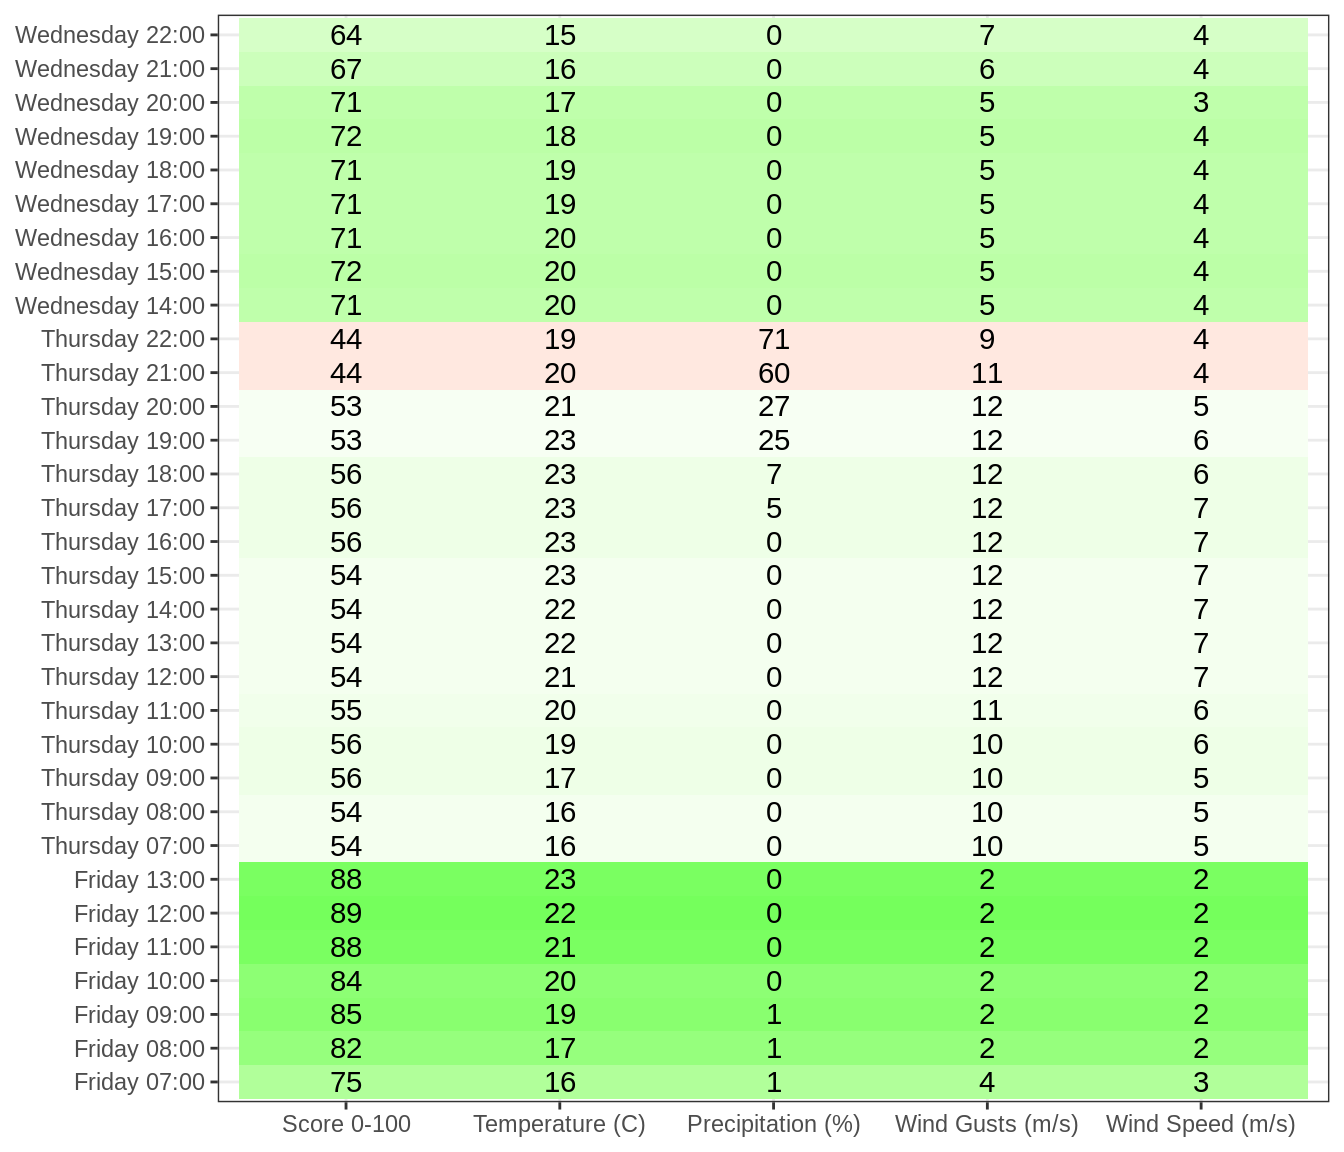 Wednesday 22:00 64 15 0 7 4
Wednesday 21:00 67 16 0 6 4
Wednesday 20:00 71 17 0 5 3
Wednesday 19:00 72 18 0 5 4
Wednesday 18:00 71 19 0 5 4
Wednesday 17:00 71 19 0 5 4
Wednesday 16:00 71 20 0 5 4
Wednesday 15:00 72 20 0 5 4
Wednesday 14:00 71 20 0 5 4
Thursday 22:00 44 19 71 9 4
Thursday 21:00 44 20 60 11 4
Thursday 20:00 53 21 27 12 5
Thursday 19:00 53 23 25 12 6
Thursday 18:00 56 23 7 12 6
Thursday 17:00 56 23 5 12 7
Thursday 16:00 56 23 0 12 7
Thursday 15:00 54 23 0 12 7
Thursday 14:00 54 22 0 12 7
Thursday 13:00 54 22 0 12 7
Thursday 12:00 54 21 0 12 7
Thursday 11:00 55 20 0 11 6
Thursday 10:00 56 19 0 10 6
Thursday 09:00 56 17 0 10 5
Thursday 08:00 54 16 0 10 5
Thursday 07:00 54 16 0 10 5
Friday 13:00 88 23 0 2 2
Friday 12:00 89 22 0 2 2
Friday 11:00 88 21 0 2 2
Friday 10:00 84 20 0 2 2
Friday 09:00 85 19 1 2 2
Friday 08:00 82 17 1 2 2
Friday 07:00 75 16 1 4 3
Score 0-100 Temperature (C) Precipitation (%) Wind Gusts (m/s) Wind Speed (m/s)